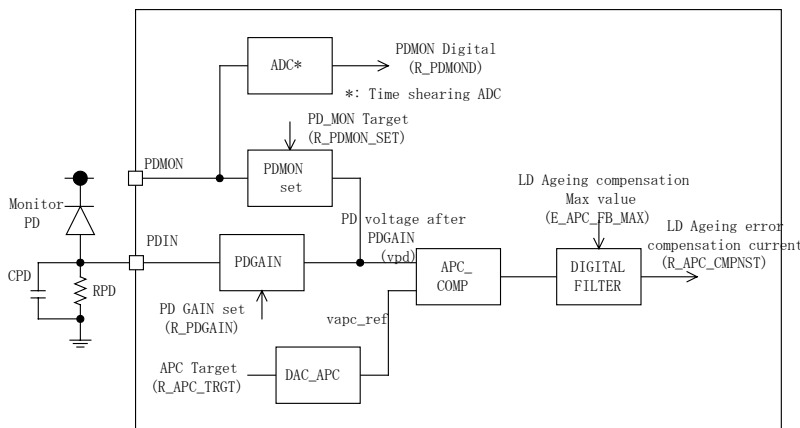 ADC*
PDMON Digital
(R_PDMOND)
*: Time shearing ADC
PD_MON Target
(R_PDMON_SET)
PDMON
PDMON
set
LD Ageing compensation
Max value
(E_APC_FB_MAX)
Monitor
PD
PDIN
PD voltage after
PDGAIN
(vpd)
LD Ageing error
compensation current
(R_APC_CMPNST)
PDGAIN
APC_
COMP
DIGITAL
FILTER
CPD
RPD
PD GAIN set
(R_PDGAIN)
vapc_ref
APC Target
(R_APC_TRGT)
DAC_APC